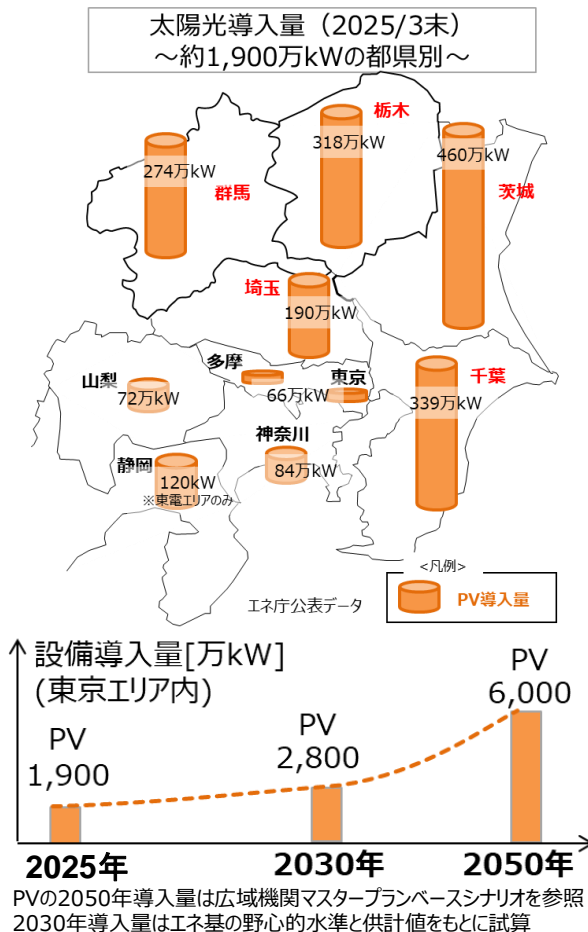 太陽光導入量（2025/3末）
～約1,900万kWの都県別～
栃木
318万kW
460万kW
274万kW
群馬
茨城
埼玉
190万kW
多摩
東京
千葉
山梨
72万kW
66万kW
339万kW
神奈川
静岡
84万kW
120kW
※東電エリアのみ
<凡例>
PV導入量
エネ庁公表データ
設備導入量[万kW]
(東京エリア内)
PV
6,000
PV
2,800
PV
1,900
2025年
2030年
2050年
PVの2050年導入量は広域機関マスタープランベースシナリオを参照
2030年導入量はエネ基の野心的水準と供計値をもとに試算